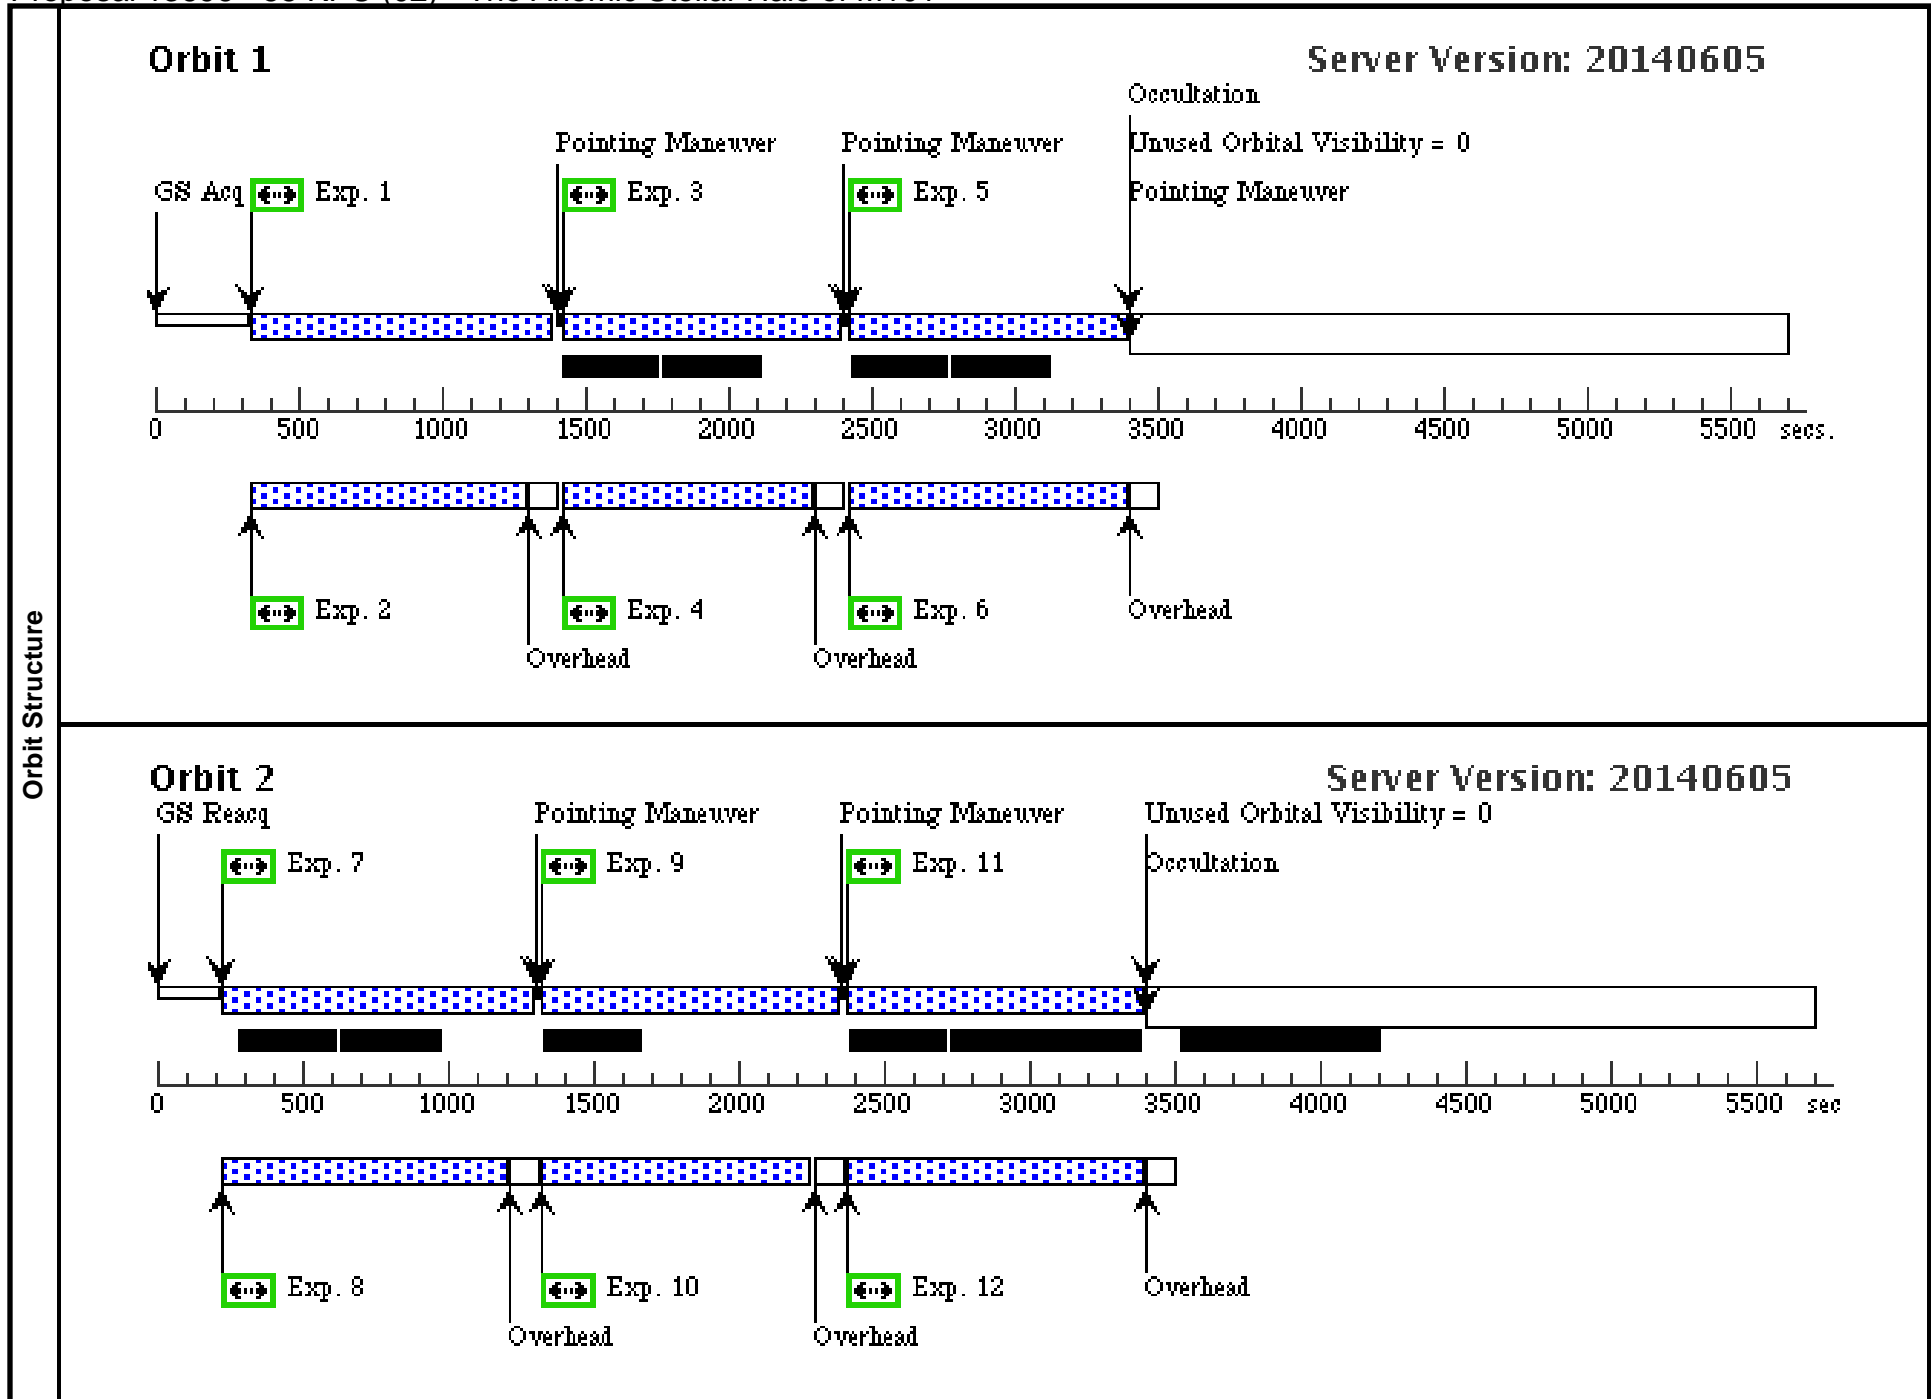 Orbit 1
Server Version: 20140605
Occultation
Pointing Maneuver
Pointing Maneuver
Unused Orbital Visibility = 0
GS Acq
Exp. 1
Exp. 3
Exp. 5
Pointing Maneuver
0 500 1000 1500 2000 2500 3000 3500 4000 4500 5000 5500 secs.
Exp. 2
Exp. 4
Exp. 6
Overhead
Overhead
Overhead
Orbit Structure
Orbit 2
Server Version: 20140605
GS Reacq
Pointing Maneuver
Pointing Maneuver
Unused Orbital Visibility = 0
Exp. 7
Exp. 9
Exp. 11
Occultation
0 500 1000 1500 2000 2500 3000 3500 4000 4500 5000 5500 sec
Exp. 8
Exp. 10
Exp. 12
Overhead
Overhead
Overhead